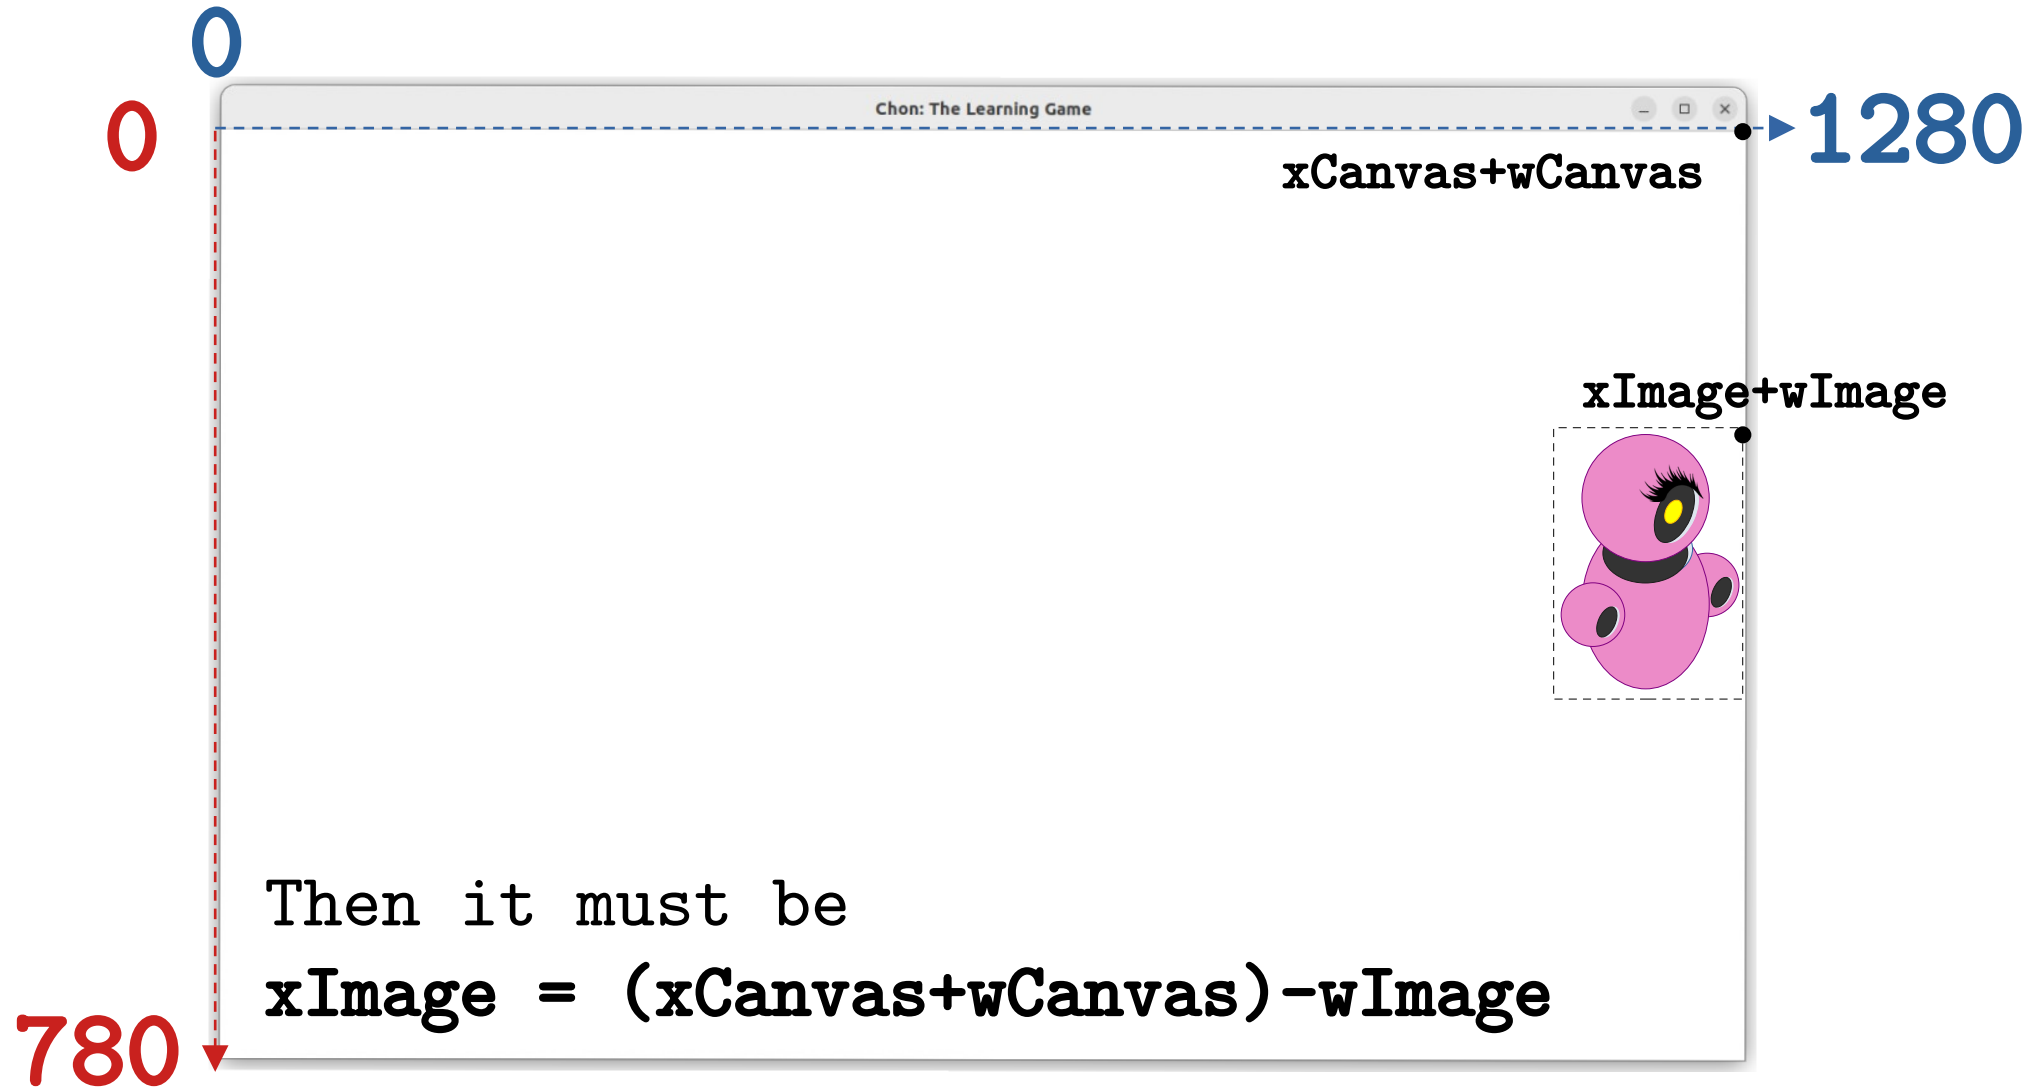 0
0
Chon: The Learning Game
1280
xCanvas+wCanvas
xImage+wImage
Then it must be
xImage = (xCanvas+wCanvas)-wImage
780